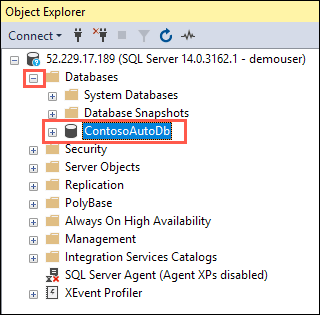 Object Explorer
Connect
52.229.17.189 (SQL Server 14.0.3162.1 - demouser)
Databases
System Databases
Database Snapshots
ContosoAutoDb
Security
Server Objects
Replication
PolyBase
Always On High Availability
Management
Integration Services Catalogs
SQL Server Agent (Agent XPs disabled)
XEvent Profiler